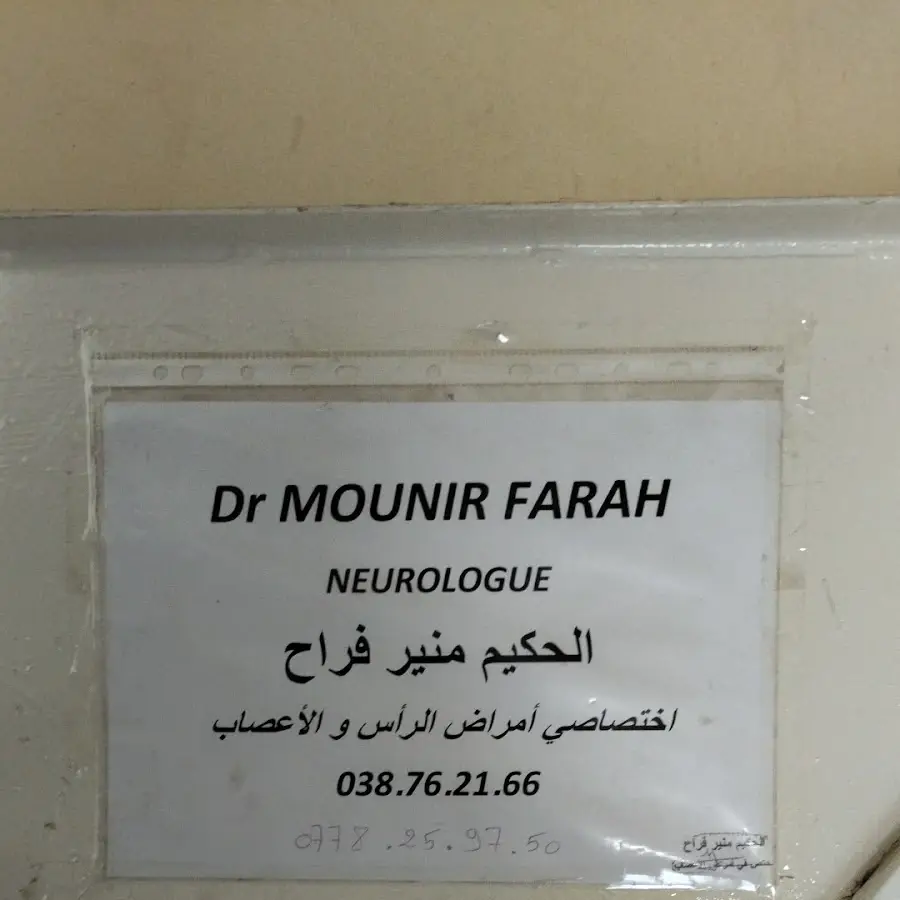 Dr MOUNIR FARAH
NEUROLOGUE
الحكيم منير فراح
اختصاصي أمراض الرأس و الأعصاب
038.76.21.66
0778.25.97.50
الحكيم منير فراح